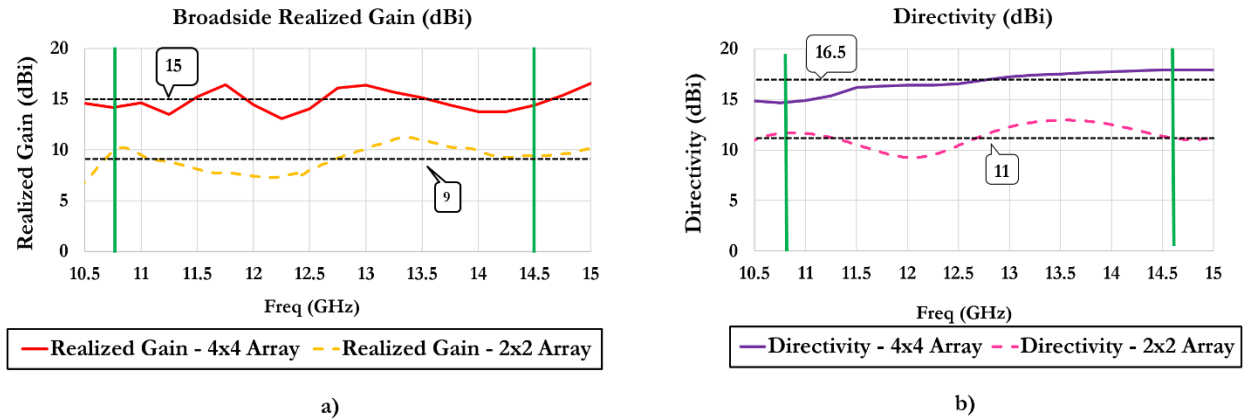 Broadside Realized Gain (dBi)
Realized Gain (dBi)
20
15
10
5
0
15
9
10.5 11 11.5 12 12.5 13 13.5 14 14.5 15
Freq (GHz)
Realized Gain - 4x4 Array Realized Gain - 2x2 Array
a)
Directivity (dBi)
Directivity (dBi)
20
15
10
5
0
16.5
11
10.5 11 11.5 12 12.5 13 13.5 14 14.5 15
Freq (GHz)
Directivity - 4x4 Array Directivity - 2x2 Array
b)